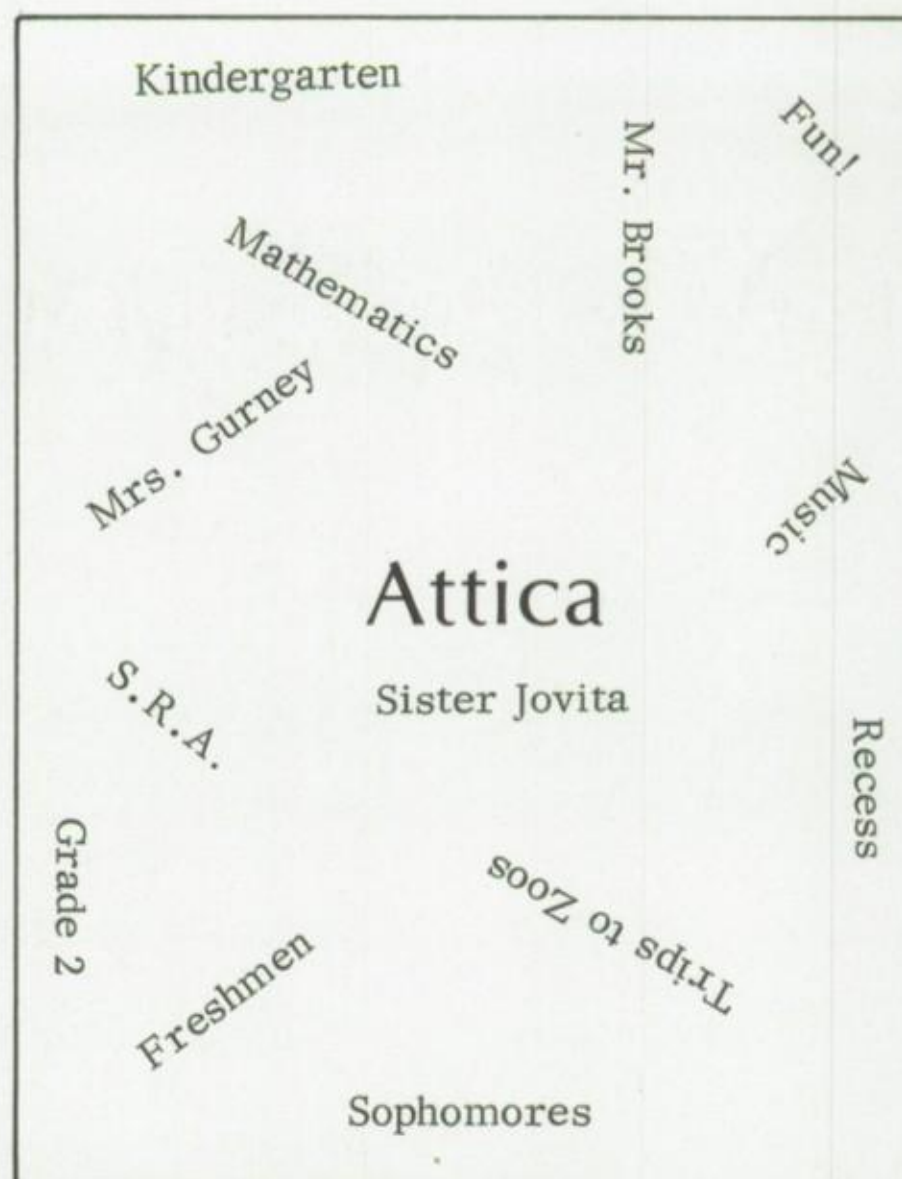 Kindergarten
Fun!
Mr. Brooks
Mathematics
Mrs. Gurney
Music
Attica
Sister Jovita
S.R.A.
Recess
Grade 2
Trips to Zoos
Freshmen
Sophomores